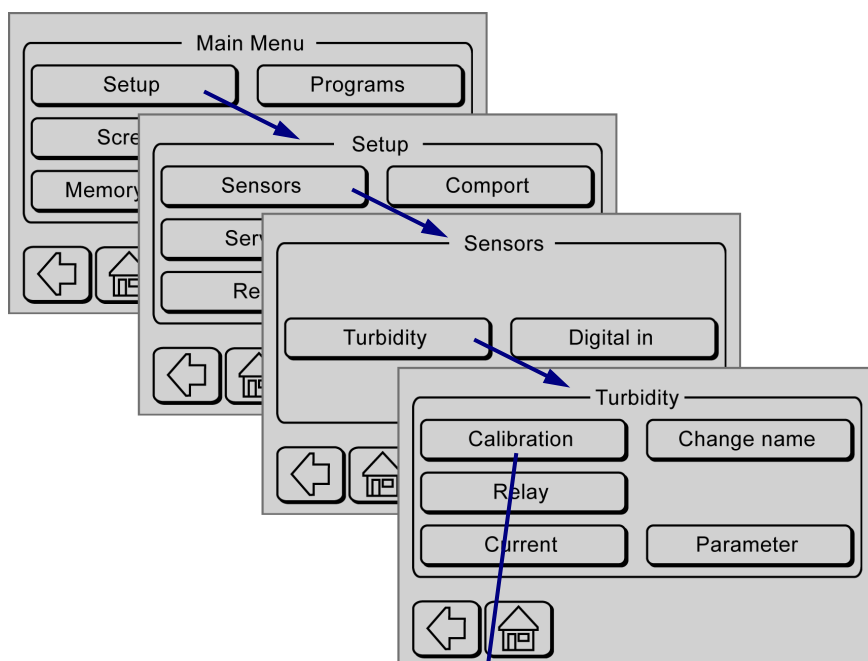 Main Menu
Setup Programs
Scre
Memory
Setup
Sensors Comport
Ser
Re
Sensors
Turbidity Digital in
Turbidity
Calibration Change name
Relay
Current Parameter